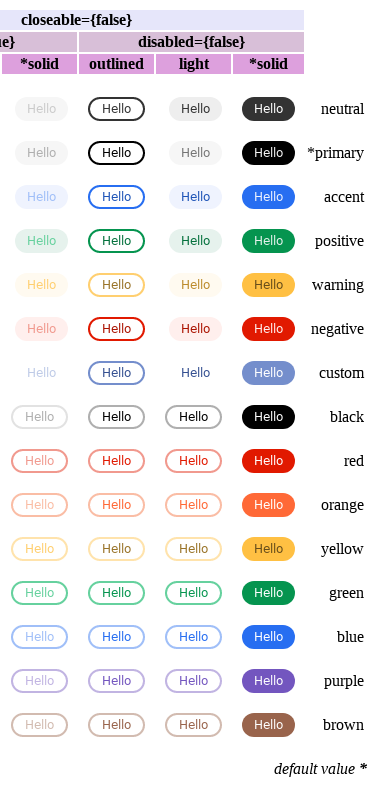 closeable={false}
ue} disabled={false}
*solid outlined light *solid
Hello Hello Hello Hello neutral
Hello Hello Hello Hello *primary
Hello Hello Hello Hello accent
Hello Hello Hello Hello positive
Hello Hello Hello Hello warning
Hello Hello Hello Hello negative
Hello Hello Hello Hello custom
Hello Hello Hello Hello black
Hello Hello Hello Hello red
Hello Hello Hello Hello orange
Hello Hello Hello Hello yellow
Hello Hello Hello Hello green
Hello Hello Hello Hello blue
Hello Hello Hello Hello purple
Hello Hello Hello Hello brown
default value *